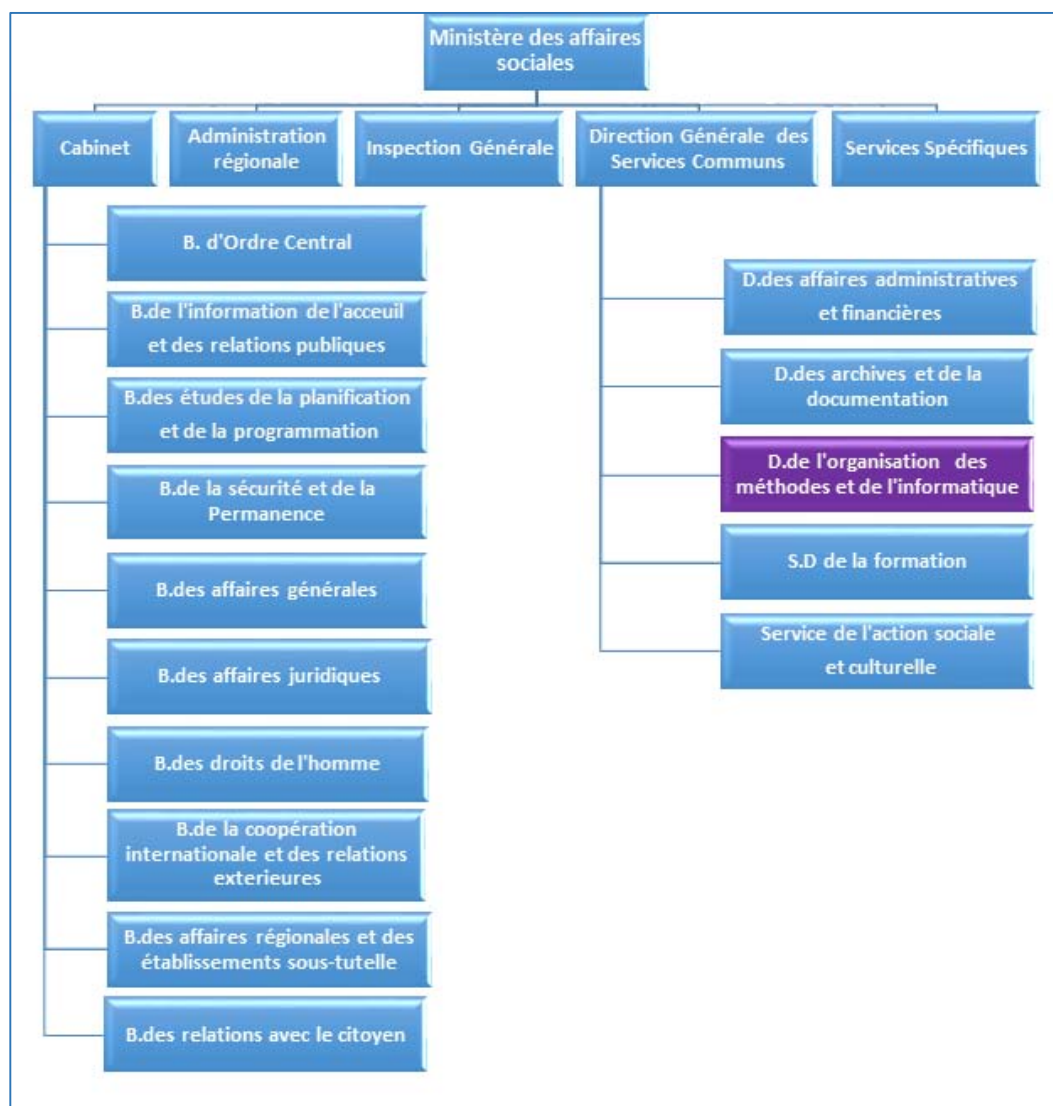 Ministère des affaires
sociales
Cabinet
Administration
régionale
Inspection Générale
Direction Générale des
Services Communs
Services Spécifiques
B. d'Ordre Central
B.de l'information de l'acceuil
et des relations publiques
B.des études de la planification
et de la programmation
B.de la sécurité et de la
Permanence
B.des affaires générales
B.des affaires juridiques
B.des droits de l'homme
B.de la coopération
internationale et des relations
exterieures
B.des affaires régionales et des
établissements sous-tutelle
B.des relations avec le citoyen
D.des affaires administratives
et financières
D.des archives et de la
documentation
D.de l'organisation des
méthodes et de l'informatique
S.D de la formation
Service de l'action sociale
et culturelle